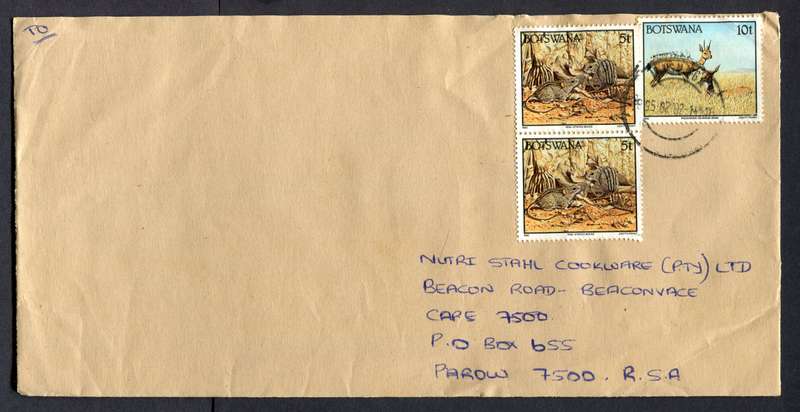 TO
BOTSWANA 5t
BOTSWANA 10t
BOTSWANA 5t
NUTRI STAHL COOKWARE (PTY) LTD
BEACON ROAD - BEACONVACE
CAPE 7500.
P.O BOX 655
PAROW 7500. R.S.A